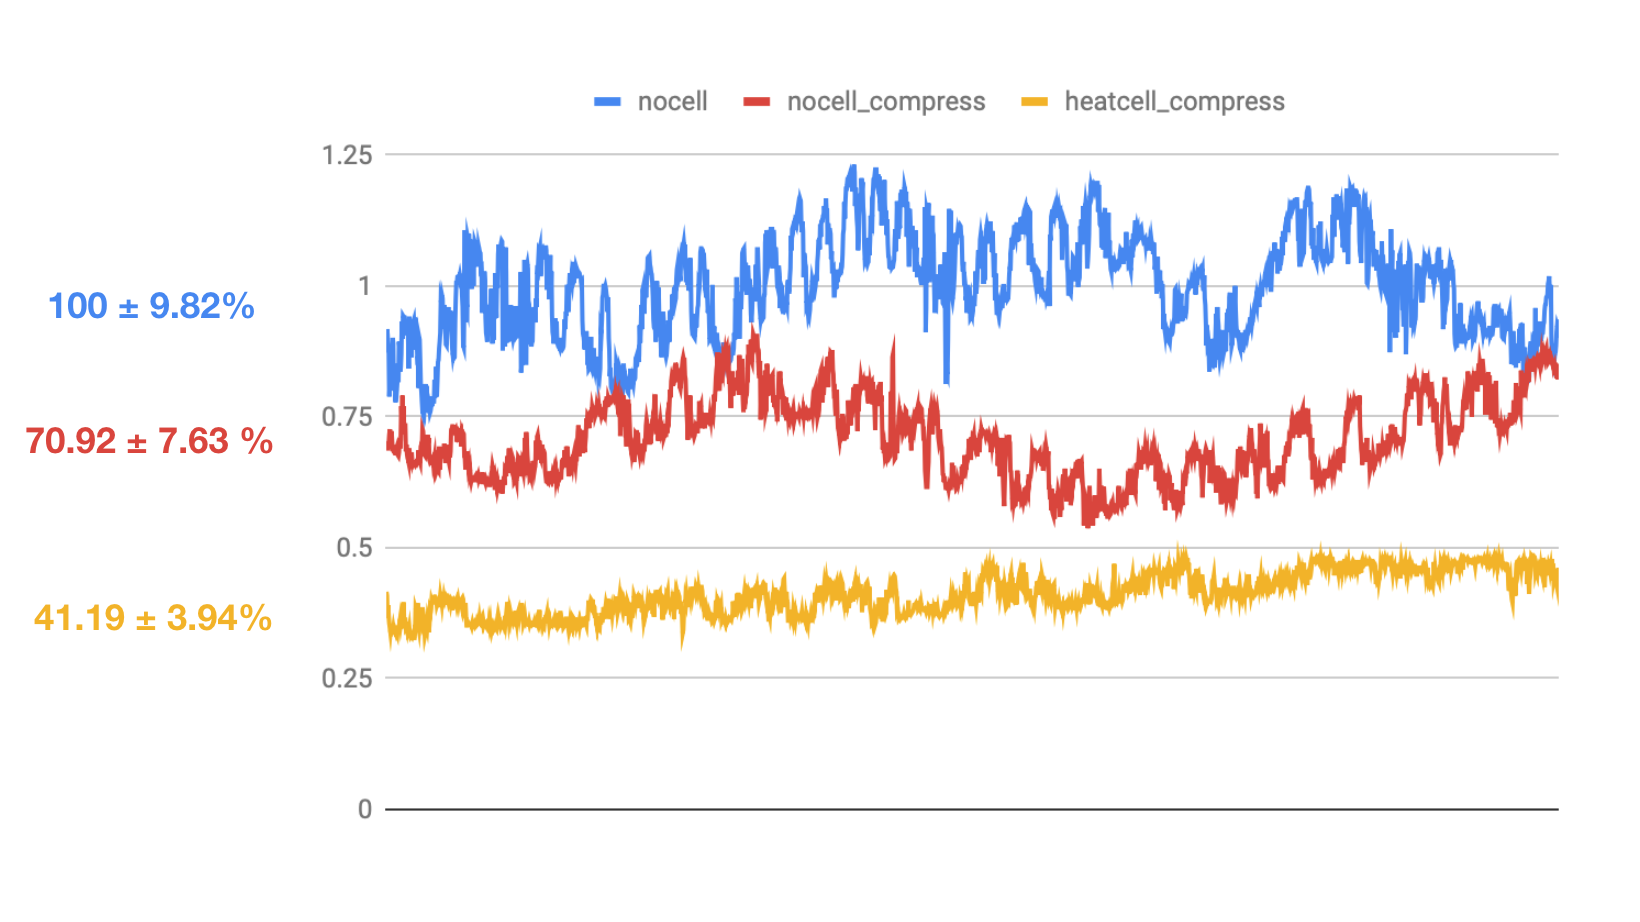 nocell nocell_compress heatcell_compress
1.25
1
100 ± 9.82%
0.75
70.92 ± 7.63 %
0.5
41.19 ± 3.94%
0.25
0